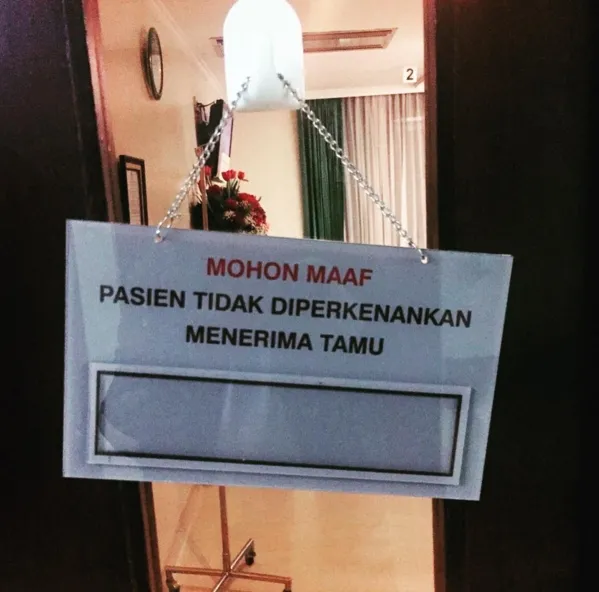 2
MOHON MAAF
PASIEN TIDAK DIPERKENANKAN
MENERIMA TAMU